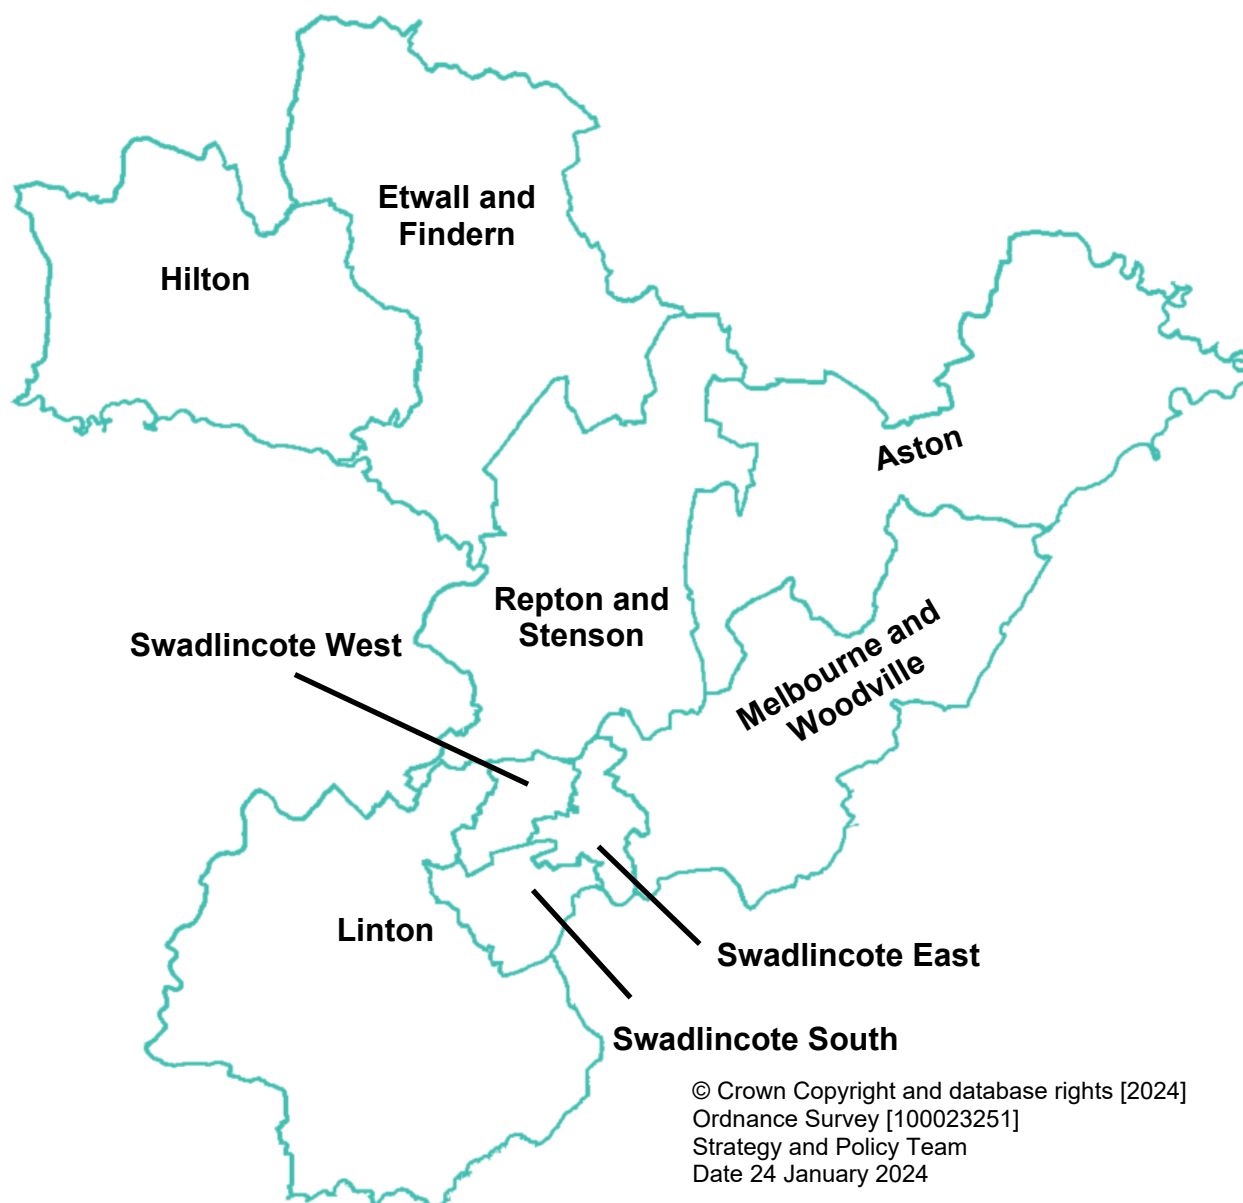 Etwall and
Findern
Hilton
Aston
Repton and
Stenson
Swadlincote West
Melbourne and
Woodville
Linton
Swadlincote East
Swadlincote South
© Crown Copyright and database rights [2024]
Ordnance Survey [100023251]
Strategy and Policy Team
Date 24 January 2024